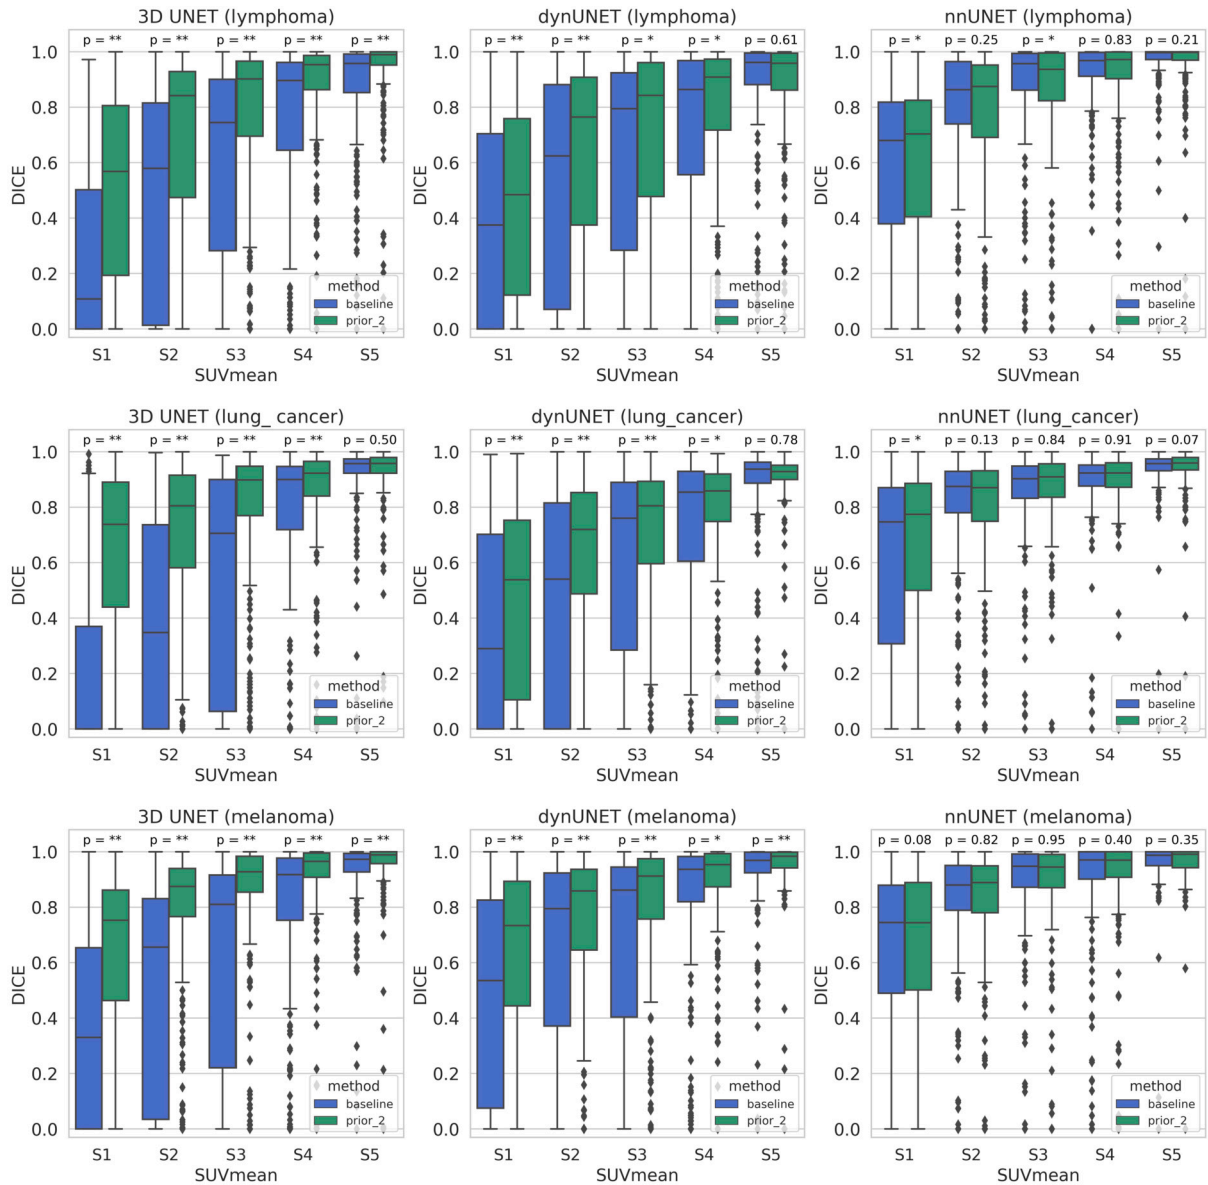 3D UNET (lymphoma)
p = ** p = ** p = ** p = ** p = **
DICE
1.0
0.8
0.6
0.4
0.2
0.0
method
baseline
prior_2
S1 S2 S3 S4 S5
SUVmean
dynUNET (lymphoma)
p = ** p = ** p = * p = * p = 0.61
DICE
1.0
0.8
0.6
0.4
0.2
0.0
method
baseline
prior_2
S1 S2 S3 S4 S5
SUVmean
nnUNET (lymphoma)
p = * p = 0.25 p = * p = 0.83 p = 0.21
DICE
1.0
0.8
0.6
0.4
0.2
0.0
method
baseline
prior_2
S1 S2 S3 S4 S5
SUVmean
3D UNET (lung_ cancer)
p = ** p = ** p = ** p = ** p = 0.50
DICE
1.0
0.8
0.6
0.4
0.2
0.0
method
baseline
prior_2
S1 S2 S3 S4 S5
SUVmean
dynUNET (lung_cancer)
p = ** p = ** p = ** p = * p = 0.78
DICE
1.0
0.8
0.6
0.4
0.2
0.0
method
baseline
prior_2
S1 S2 S3 S4 S5
SUVmean
nnUNET (lung_cancer)
p = * p = 0.13 p = 0.84 p = 0.91 p = 0.07
DICE
1.0
0.8
0.6
0.4
0.2
0.0
method
baseline
prior_2
S1 S2 S3 S4 S5
SUVmean
3D UNET (melanoma)
p = ** p = ** p = ** p = ** p = **
DICE
1.0
0.8
0.6
0.4
0.2
0.0
method
baseline
prior_2
S1 S2 S3 S4 S5
SUVmean
dynUNET (melanoma)
p = ** p = ** p = ** p = * p = **
DICE
1.0
0.8
0.6
0.4
0.2
0.0
method
baseline
prior_2
S1 S2 S3 S4 S5
SUVmean
nnUNET (melanoma)
p = 0.08 p = 0.82 p = 0.95 p = 0.40 p = 0.35
DICE
1.0
0.8
0.6
0.4
0.2
0.0
method
baseline
prior_2
S1 S2 S3 S4 S5
SUVmean